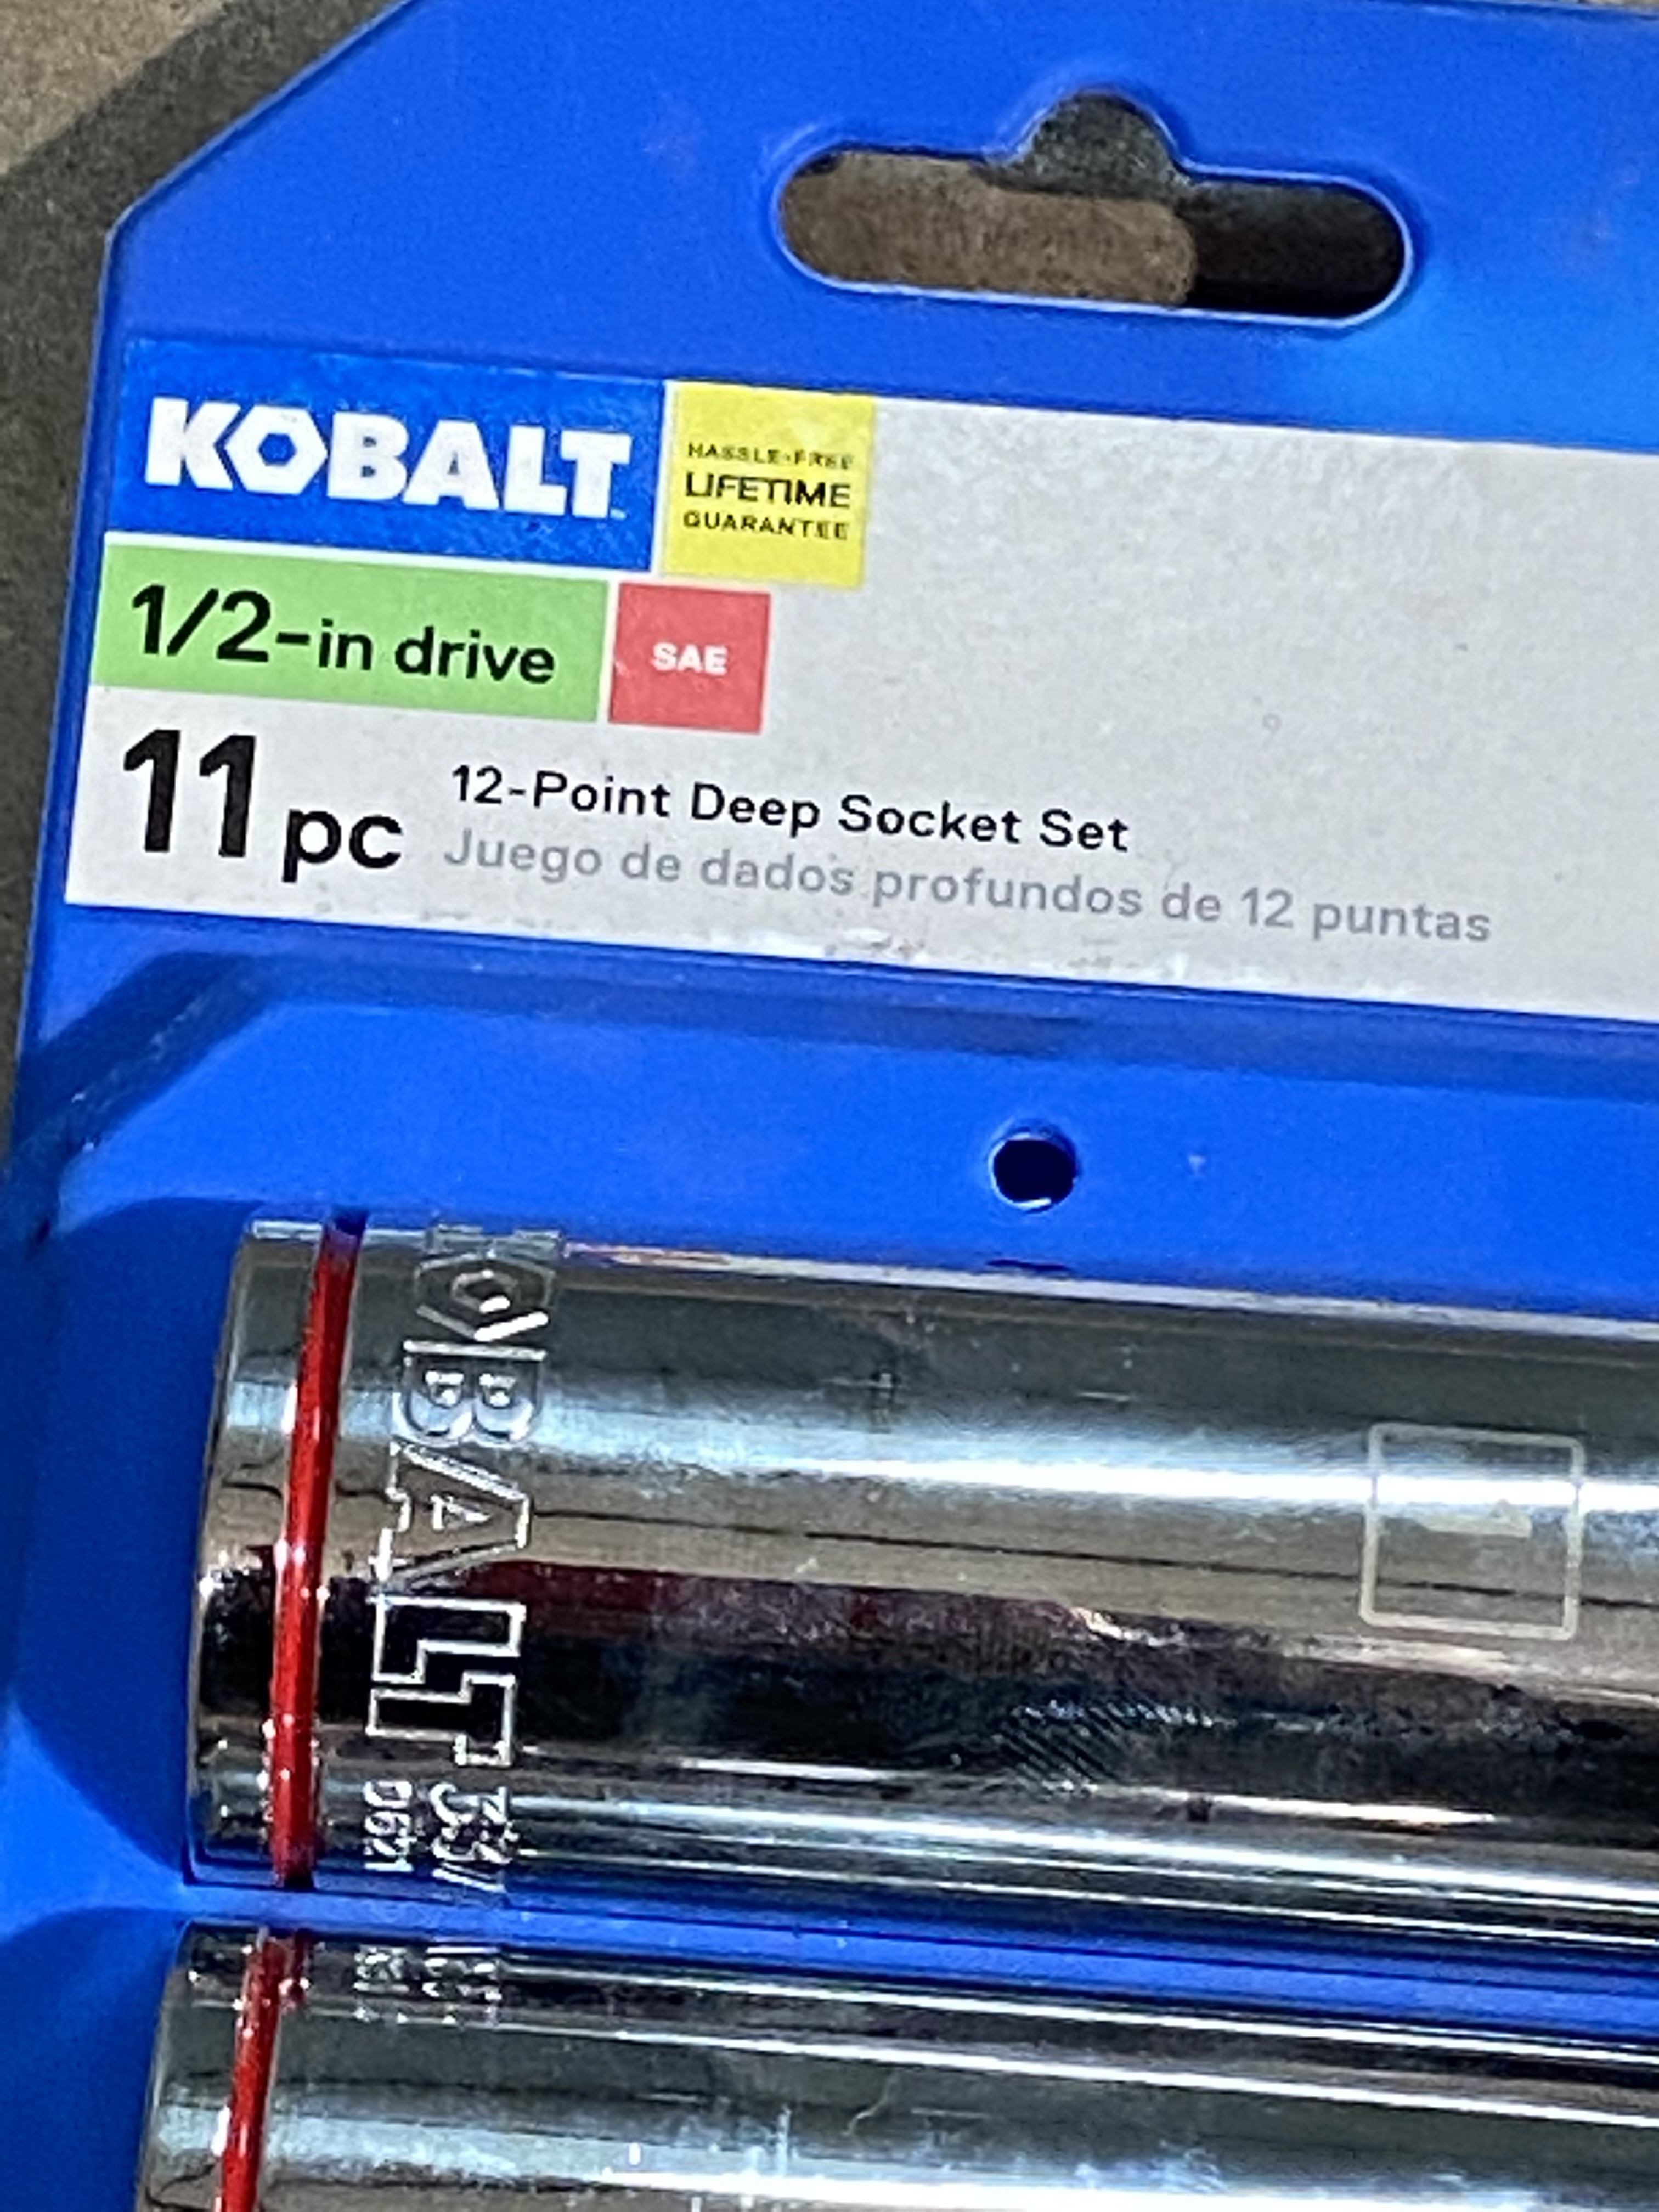 KOBALT
HASSLE-FREE
LIFETIME
GUARANTEE
1/2-in drive
SAE
11 pc
12-Point Deep Socket Set
Juego de dados profundos de 12 puntas
KOBALT
D621